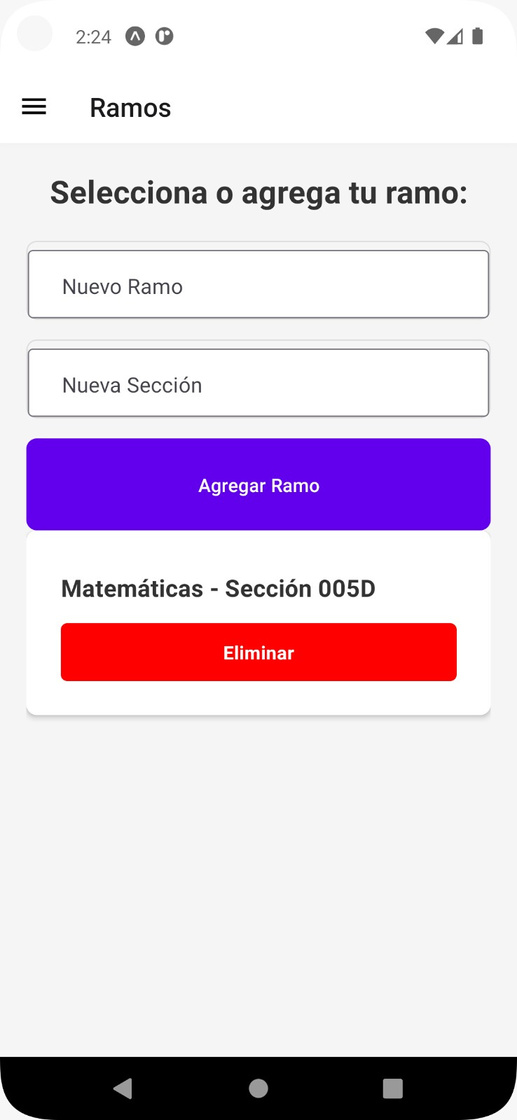 2:24
Ramos
Selecciona o agrega tu ramo:
Nuevo Ramo
Nueva Sección
Agregar Ramo
Matemáticas - Sección 005D
Eliminar